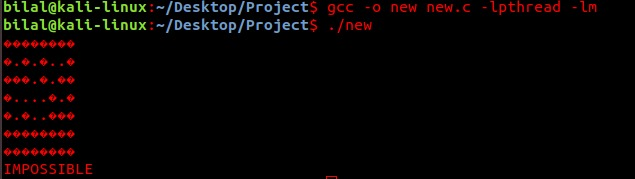 bilal@kali-linux:~/Desktop/Project$ gcc -o new new.c -lpthread -lm
bilal@kali-linux:~/Desktop/Project$ ./new
��������
�.�.�..�
���.�.��
�....�.�
�.�..���
��������
��������
IMPOSSIBLE